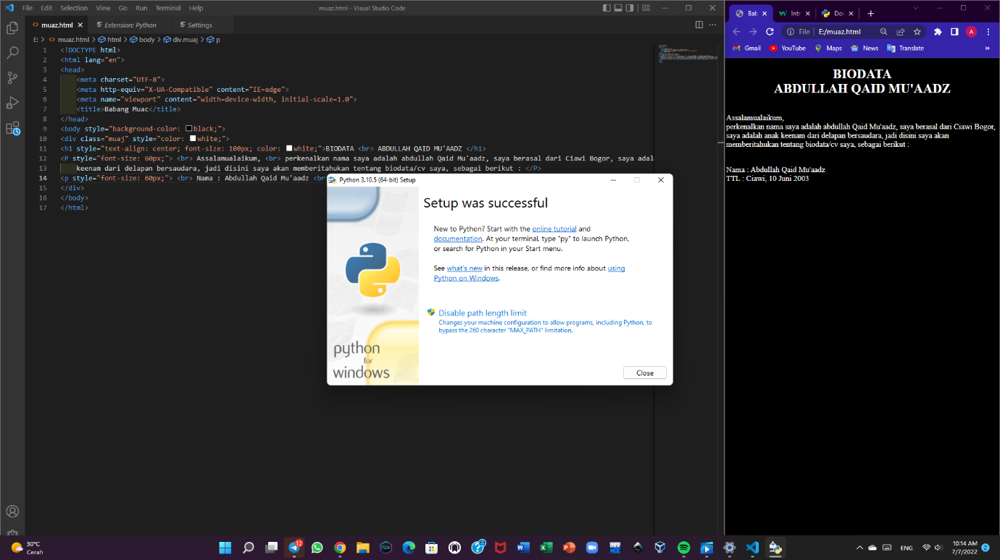 File Edit Selection View Go Run Terminal Help
muaz.html - Visual Studio Code
muaz.html
Extension: Python
Settings
E: > muaz.html > html > body > div.muaj > p
1 <!DOCTYPE html>
2 <html lang="en">
3 <head>
4 <meta charset="UTF-8">
5 <meta http-equiv="X-UA-Compatible" content="IE=edge">
6 <meta name="viewport" content="width=device-width, initial-scale=1.0">
7 <title>Babang Muac</title>
8 </head>
9 <body style="background-color: black;">
10 <div class="muaj" style="color: white;">
11 <h1 style="text-align: center; font-size: 100px; color: white;">BIODATA <br> ABDULLAH QAID MU'AADZ </h1>
12 <P style="font-size: 60px;"> <br> Assalamualaikum, <br> perkenalkan nama saya adalah abdullah Qaid Mu'aadz, saya berasal dari Ciawi Bogor, saya adal
13 keenam dari delapan bersaudara, jadi disini saya akan memberitahukan tentang biodata/cv saya, sebagai berikut : </P>
14 <p style="font-size: 60px;"> <br> Nama : Abdullah Qaid Mu'aadz <br
15 </div>
16 </body>
17 </html>
Python 3.10.5 (64-bit) Setup
Setup was successful
New to Python? Start with the online tutorial and
documentation. At your terminal, type "py" to launch Python,
or search for Python in your Start menu.
See what's new in this release, or find more info about using
Python on Windows.
Disable path length limit
Changes your machine configuration to allow programs, including Python, to
bypass the 260 character "MAX_PATH" limitation.
python
for
windows
Close
Bab
Intr
Dov
File E:/muaz.html
A
Gmail YouTube Maps News Translate »
BIODATA
ABDULLAH QAID MU'AADZ
Assalamualaikum,
perkenalkan nama saya adalah abdullah Qaid Mu'aadz, saya berasal dari Ciawi Bogor,
saya adalah anak keenam dari delapan bersaudara, jadi disini saya akan
memberitahukan tentang biodata/cv saya, sebagai berikut :
Nama : Abdullah Qaid Mu'aadz
TTL : Ciawi, 10 Juni 2003
30°C
Cerah
12
ENG
10:14 AM
7/7/2022
2